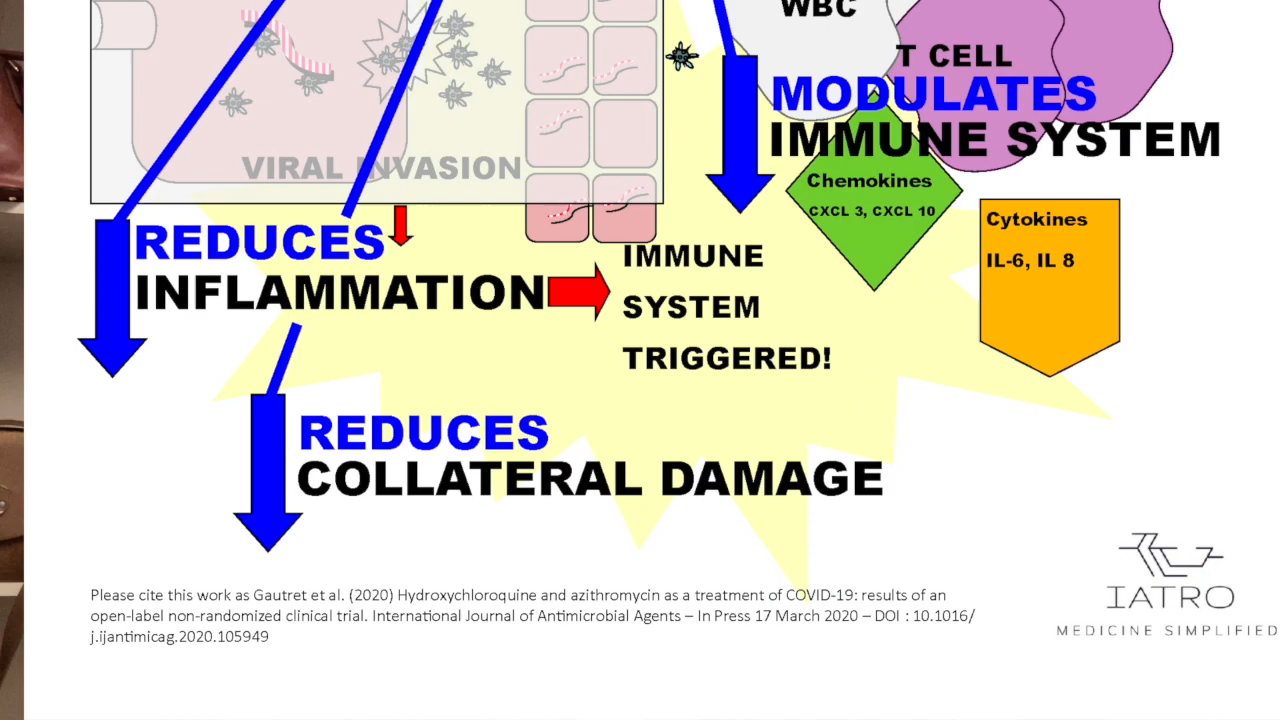 WBC
T CELL
MODULATES
IMMUNE SYSTEM
VIRAL INVASION
Chemokines
CXCL 3, CXCL 10
Cytokines
IL-6, IL 8
REDUCES
INFLAMMATION
IMMUNE
SYSTEM
TRIGGERED!
REDUCES
COLLATERAL DAMAGE
Please cite this work as Gautret et al. (2020) Hydroxychloroquine and azithromycin as a treatment of COVID-19: results of an
open-label non-randomized clinical trial. International Journal of Antimicrobial Agents – In Press 17 March 2020 – DOI : 10.1016/
j.ijantimicag.2020.105949
IATRO
MEDICINE SIMPLIFIED